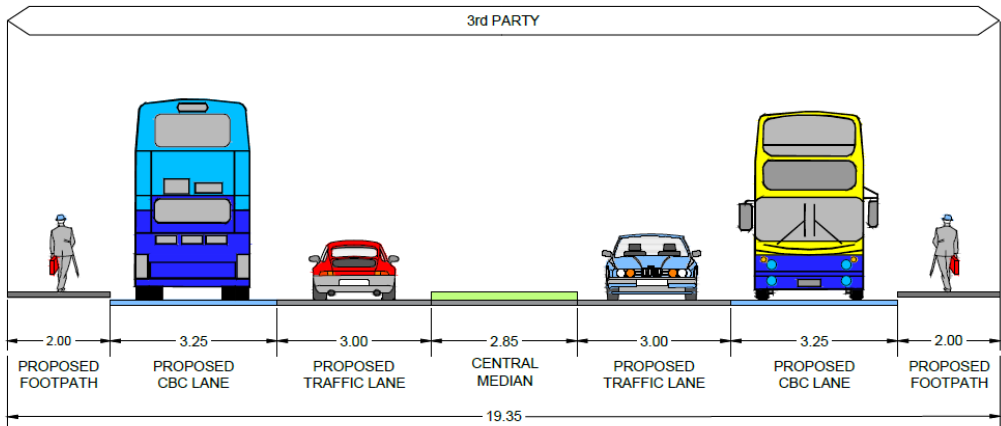 3rd PARTY
2.00
3.25
3.00
2.85
3.00
3.25
2.00
PROPOSED
FOOTPATH
PROPOSED
CBC LANE
PROPOSED
TRAFFIC LANE
CENTRAL
MEDIAN
PROPOSED
TRAFFIC LANE
PROPOSED
CBC LANE
PROPOSED
FOOTPATH
19.35